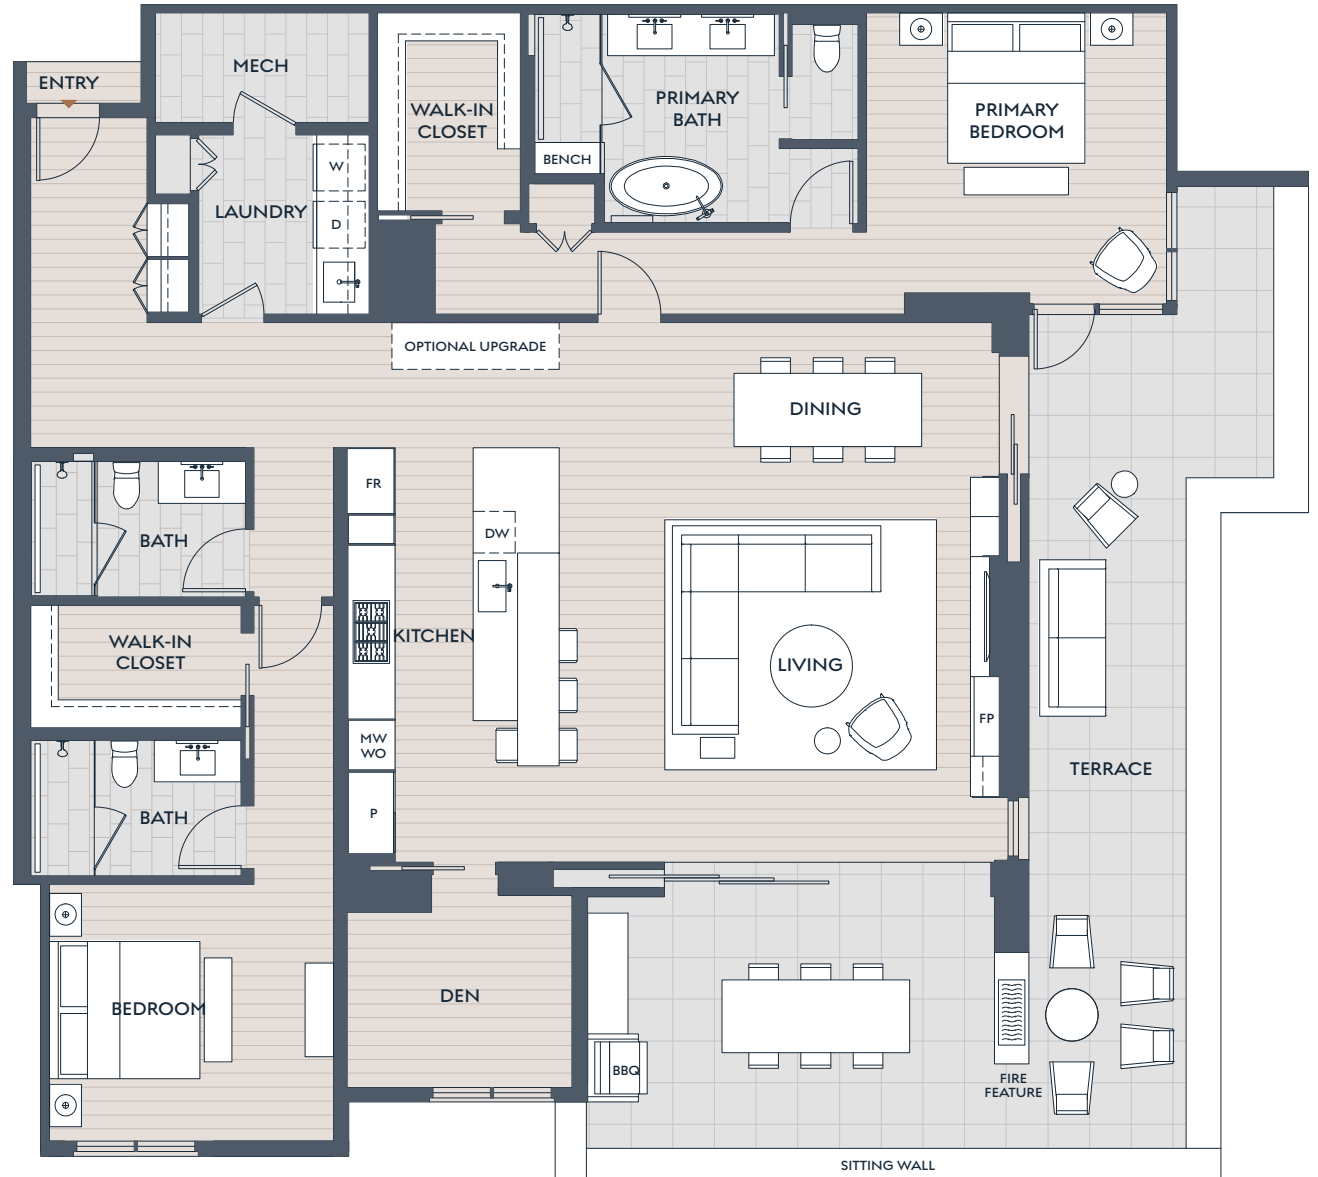 ENTRY
MECH
WALK-IN
CLOSET
PRIMARY
BATH
PRIMARY
BEDROOM
BENCH
W
LAUNDRY
D
OPTIONAL UPGRADE
DINING
FR
DW
BATH
KITCHEN
WALK-IN
CLOSET
LIVING
FP
MW
WO
TERRACE
P
BATH
DEN
BEDROOM
BBQ
FIRE
FEATURE
SITTING WALL